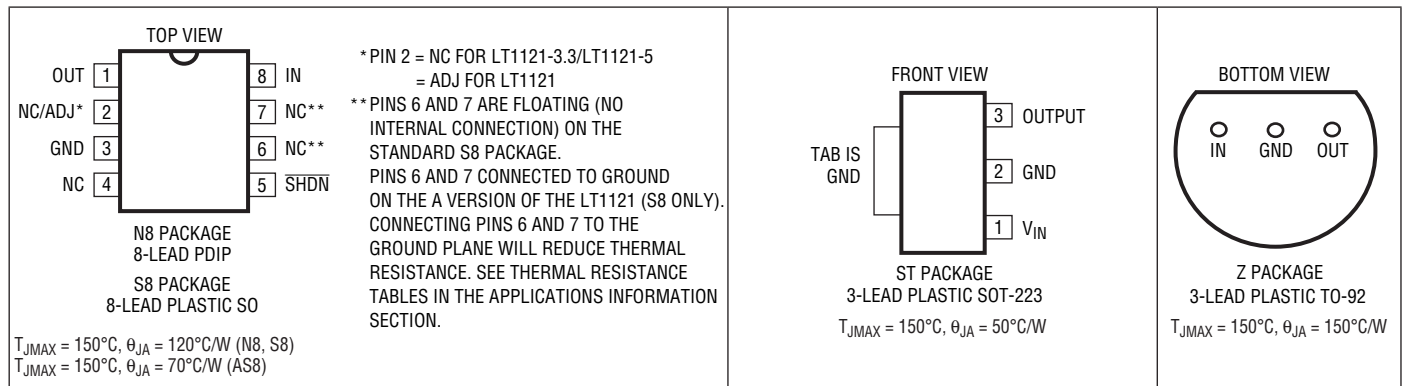 TOP VIEW
OUT 1
NC/ADJ* 2
GND 3
NC 4
8 IN
7 NC**
6 NC**
5 SHDN
N8 PACKAGE
8-LEAD PDIP
S8 PACKAGE
8-LEAD PLASTIC SO
TJMAX = 150°C, θJA = 120°C/W (N8, S8)
TJMAX = 150°C, θJA = 70°C/W (AS8)
*PIN 2 = NC FOR LT1121-3.3/LT1121-5
= ADJ FOR LT1121
**PINS 6 AND 7 ARE FLOATING (NO
INTERNAL CONNECTION) ON THE
STANDARD S8 PACKAGE.
PINS 6 AND 7 CONNECTED TO GROUND
ON THE A VERSION OF THE LT1121 (S8 ONLY).
CONNECTING PINS 6 AND 7 TO THE
GROUND PLANE WILL REDUCE THERMAL
RESISTANCE. SEE THERMAL RESISTANCE
TABLES IN THE APPLICATIONS INFORMATION
SECTION.
FRONT VIEW
TAB IS
GND
3 OUTPUT
2 GND
1 VIN
ST PACKAGE
3-LEAD PLASTIC SOT-223
TJMAX = 150°C, θJA = 50°C/W
BOTTOM VIEW
IN GND OUT
Z PACKAGE
3-LEAD PLASTIC TO-92
TJMAX = 150°C, θJA = 150°C/W